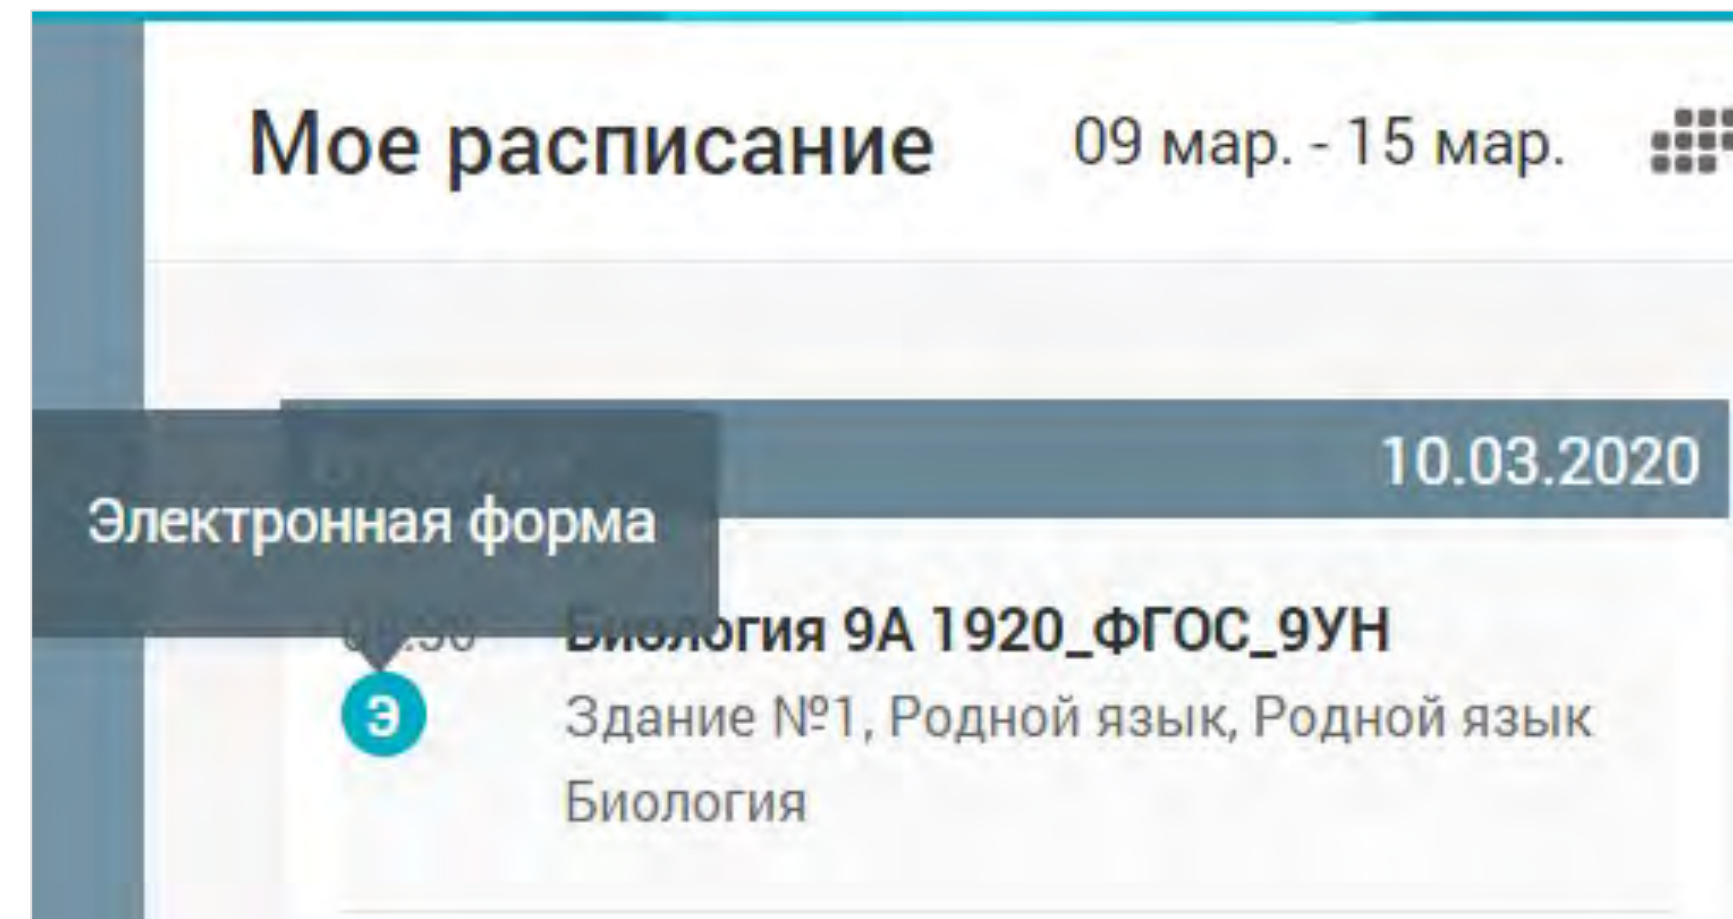 Мое расписание 09 мар. - 15 мар.
10.03.2020
Электронная форма
Биология 9А 1920_ФГОС_9УН
Э Здание №1, Родной язык, Родной язык
Биология